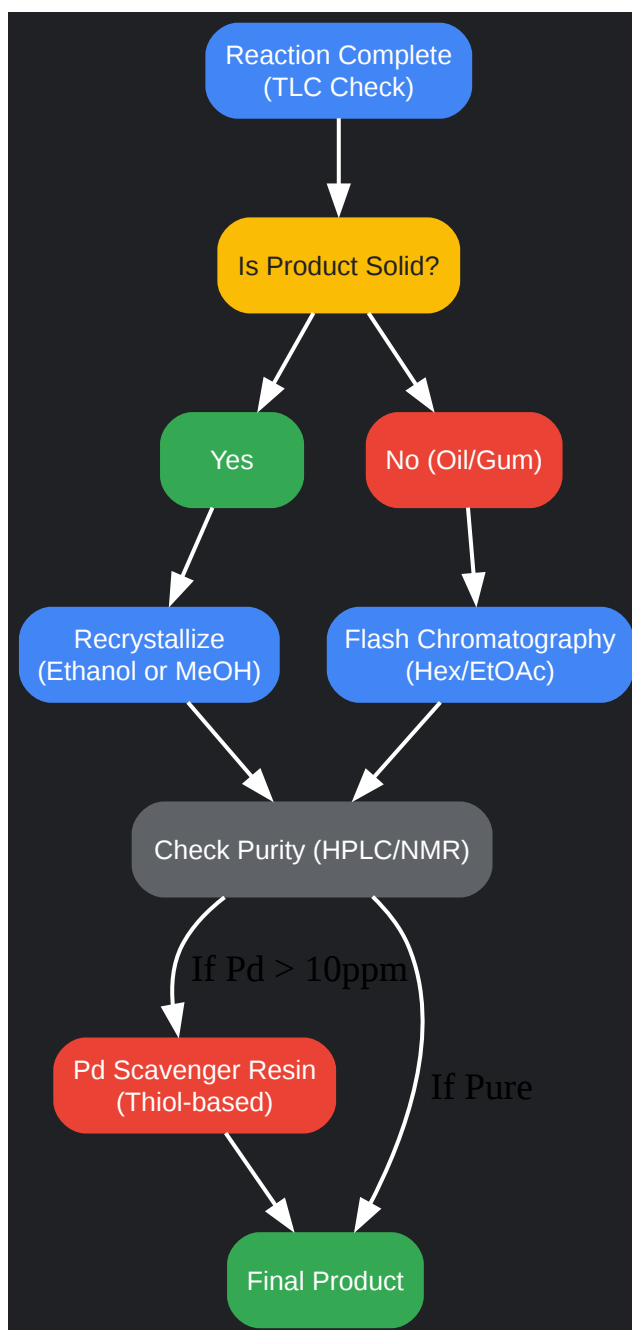 Reaction Complete
(TLC Check)
Is Product Solid?
Yes
No (Oil/Gum)
Recrystallize
(Ethanol or MeOH)
Flash Chromatography
(Hex/EtOAc)
Check Purity (HPLC/NMR)
If Pd > 10ppm
Pd Scavenger Resin
(Thiol-based)
If Pure
Final Product